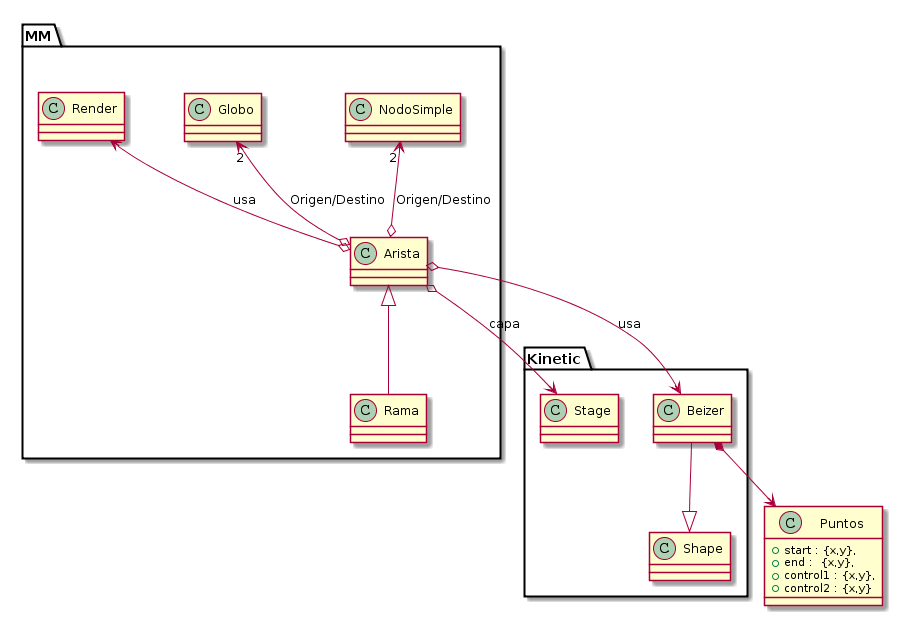 MM
C Render
C Globo
C NodoSimple
2
2
usa
Origen/Destino
Origen/Destino
C Arista
capa
usa
Kinetic
C Rama
C Stage
C Beizer
C Puntos
start : {x,y},
end : {x,y},
control1 : {x,y},
control2 : {x,y}
C Shape